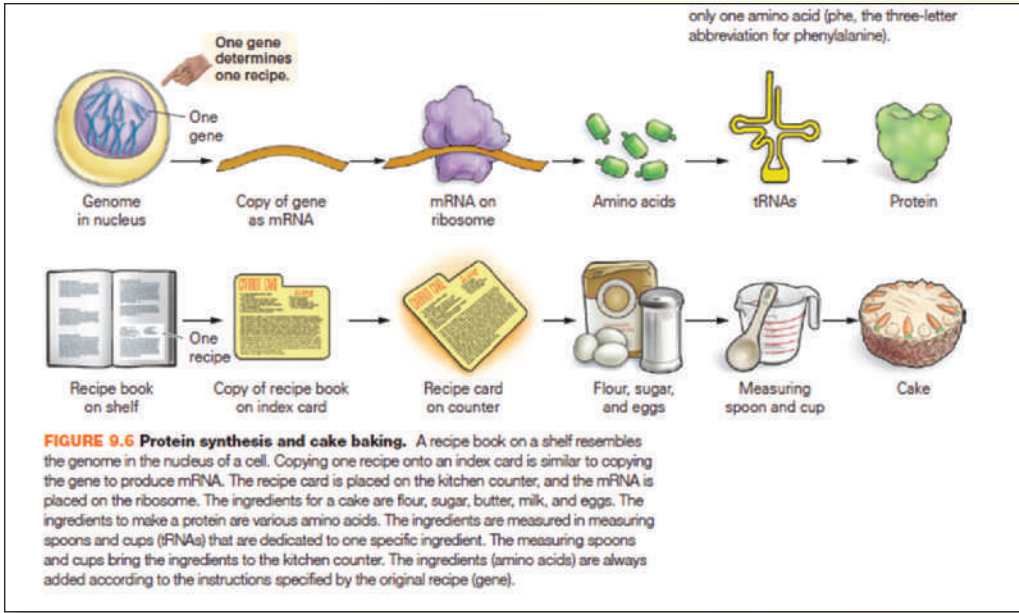 only one amino acid (phe, the three-letter
abbreviation for phenylalanine).
One gene
determines
one recipe.
One
gene
Genome
in nucleus
Copy of gene
as mRNA
mRNA on
ribosome
Amino acids
tRNAs
Protein
CARROT CAKE
One
recipe
Recipe book
on shelf
Copy of recipe book
on index card
Recipe card
on counter
Flour, sugar,
and eggs
Measuring
spoon and cup
Cake
FIGURE 9.6 Protein synthesis and cake baking. A recipe book on a shelf resembles
the genome in the nucleus of a cell. Copying one recipe onto an index card is similar to copying
the gene to produce mRNA. The recipe card is placed on the kitchen counter, and the mRNA is
placed on the ribosome. The ingredients for a cake are flour, sugar, butter, milk, and eggs. The
ingredients to make a protein are various amino acids. The ingredients are measured in measuring
spoons and cups (tRNAs) that are dedicated to one specific ingredient. The measuring spoons
and cups bring the ingredients to the kitchen counter. The ingredients (amino acids) are always
added according to the instructions specified by the original recipe (gene).